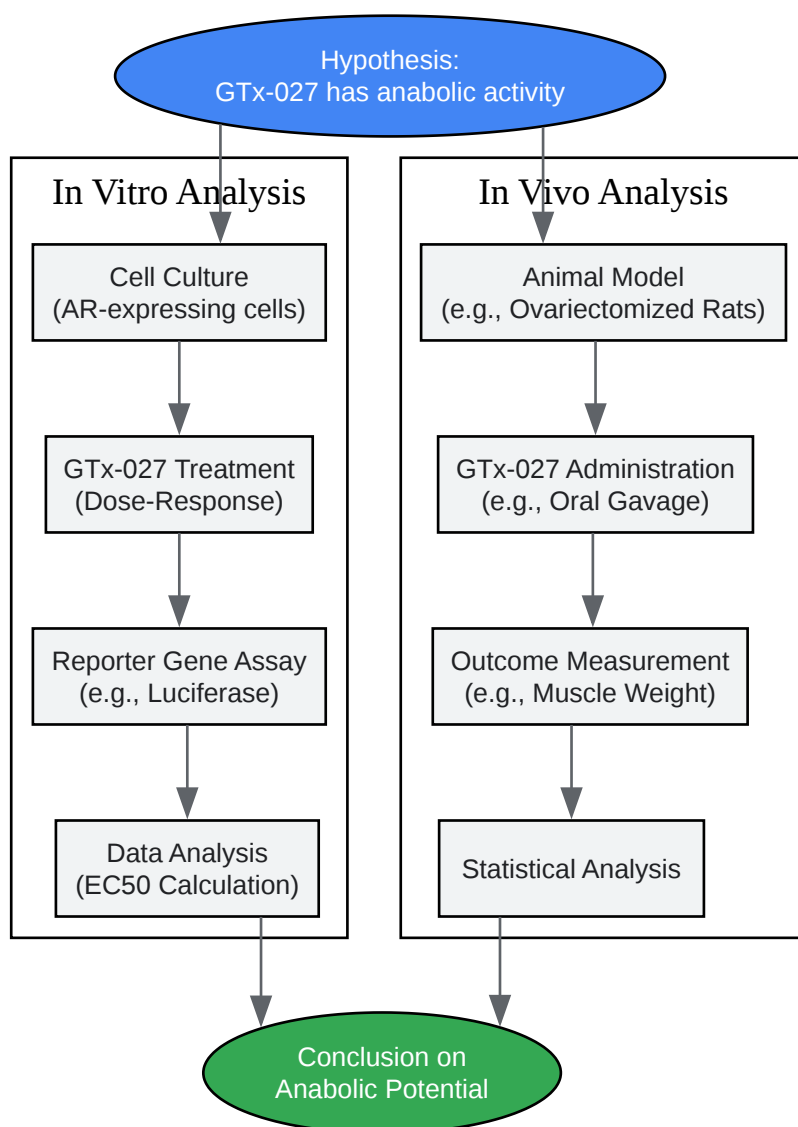 Hypothesis:
GTx-027 has anabolic activity
In Vitro Analysis
Cell Culture
(AR-expressing cells)
GTx-027 Treatment
(Dose-Response)
Reporter Gene Assay
(e.g., Luciferase)
Data Analysis
(EC50 Calculation)
In Vivo Analysis
Animal Model
(e.g., Ovariectomized Rats)
GTx-027 Administration
(e.g., Oral Gavage)
Outcome Measurement
(e.g., Muscle Weight)
Statistical Analysis
Conclusion on
Anabolic Potential